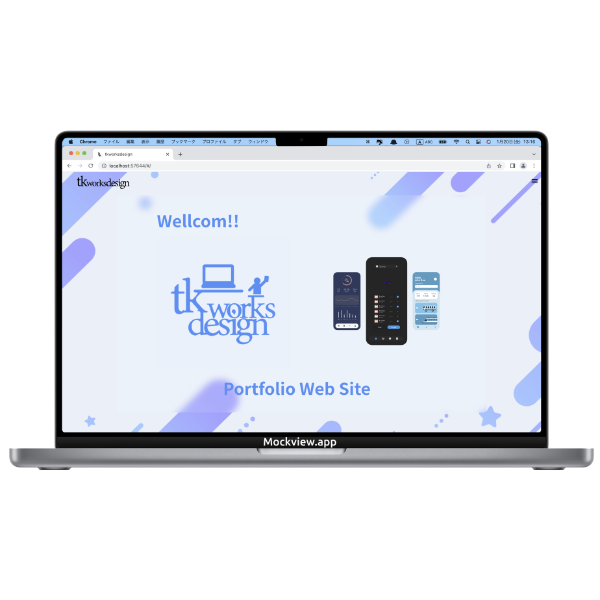 Chrome ファイル 編集 表示 履歴 ブックマーク プロファイル タブ ウィンドウ
tkworksdesign
localhost:57044/#/
tkworksdesign
Wellcom!!
tk works
design
Portfolio Web Site
Mockview.app